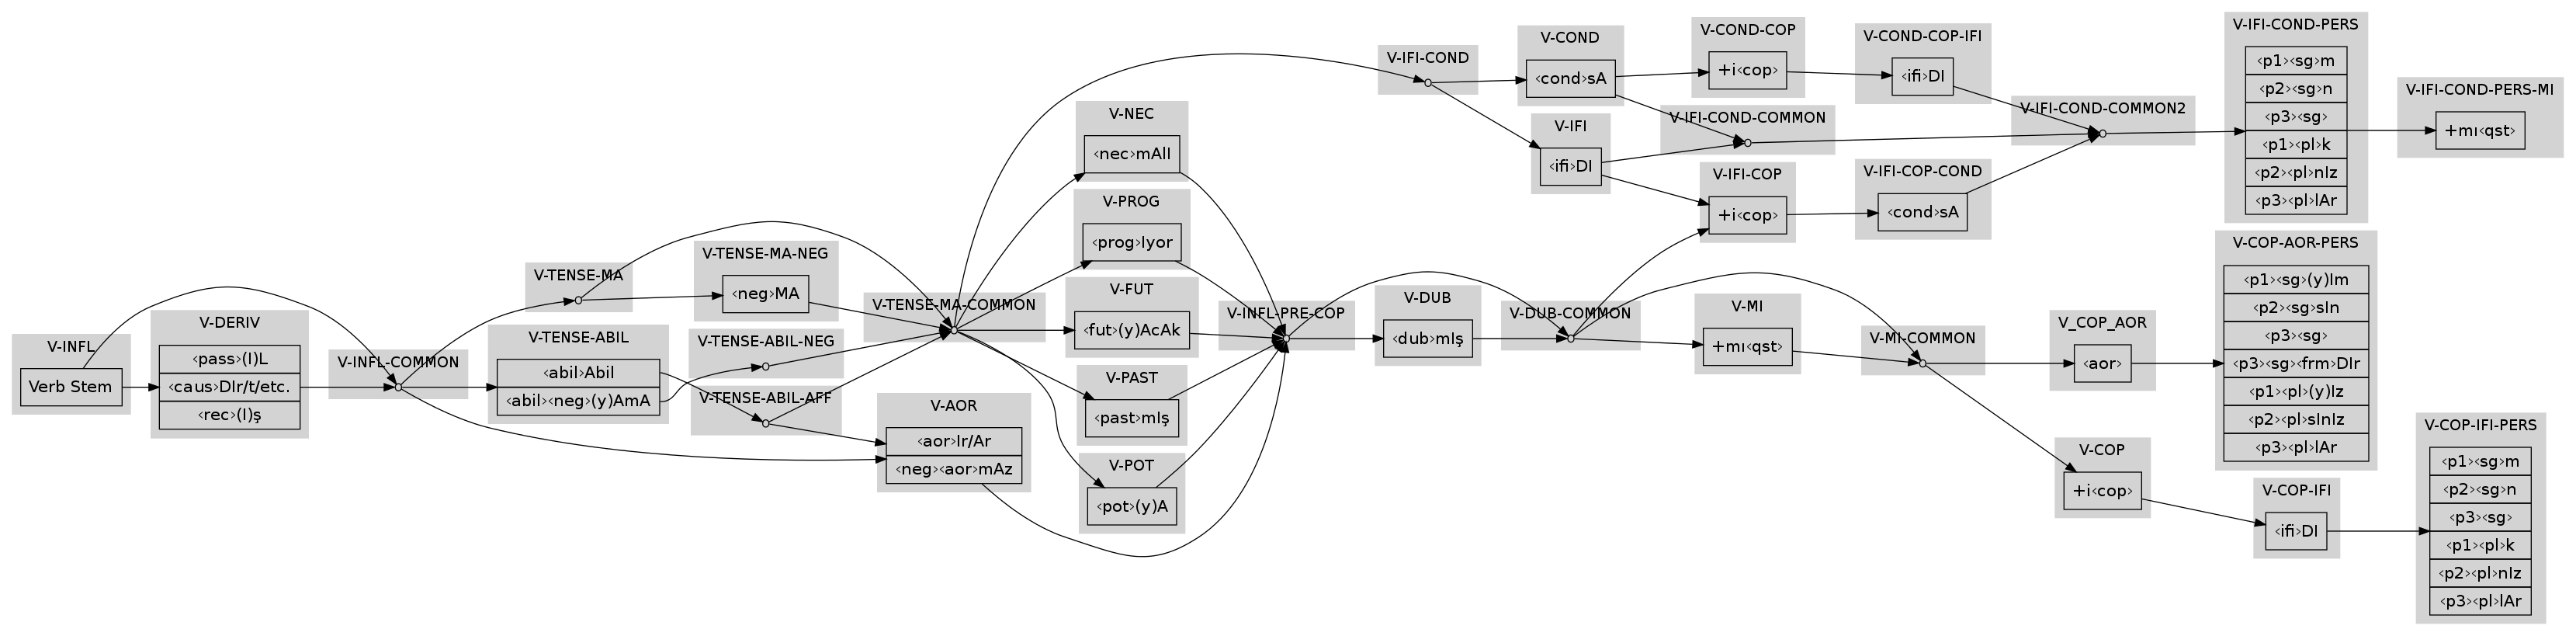 V-INFL
Verb Stem
V-DERIV
‹pass›(I)L
‹caus›DIr/t/etc.
‹rec›(I)ş
V-INFL-COMMON
V-TENSE-MA
V-TENSE-ABIL
‹abil›Abil
‹abil›‹neg›(y)AmA
V-TENSE-MA-NEG
‹neg›MA
V-TENSE-ABIL-NEG
V-TENSE-ABIL-AFF
V-TENSE-MA-COMMON
V-AOR
‹aor›Ir/Ar
‹neg›‹aor›mAz
V-NEC
‹nec›mAlI
V-PROG
‹prog›Iyor
V-FUT
‹fut›(y)AcAk
V-PAST
‹past›mIş
V-POT
‹pot›(y)A
V-INFL-PRE-COP
V-DUB
‹dub›mIş
V-DUB-COMMON
V-IFI-COND
V-COND
‹cond›sA
V-IFI
‹ifi›DI
V-COND-COP
+i‹cop›
V-IFI-COND-COMMON
V-IFI-COP
+i‹cop›
V-MI
+mı‹qst›
V-COND-COP-IFI
‹ifi›DI
V-IFI-COP-COND
‹cond›sA
V-MI-COMMON
V-IFI-COND-COMMON2
V_COP_AOR
‹aor›
V-COP
+i‹cop›
V-IFI-COND-PERS
‹p1›‹sg›m
‹p2›‹sg›n
‹p3›‹sg›
‹p1›‹pl›k
‹p2›‹pl›nIz
‹p3›‹pl›lAr
V-COP-AOR-PERS
‹p1›‹sg›(y)Im
‹p2›‹sg›sIn
‹p3›‹sg›
‹p3›‹sg›‹frm›DIr
‹p1›‹pl›(y)Iz
‹p2›‹pl›sInIz
‹p3›‹pl›lAr
V-COP-IFI
‹ifi›DI
V-IFI-COND-PERS-MI
+mı‹qst›
V-COP-IFI-PERS
‹p1›‹sg›m
‹p2›‹sg›n
‹p3›‹sg›
‹p1›‹pl›k
‹p2›‹pl›nIz
‹p3›‹pl›lAr